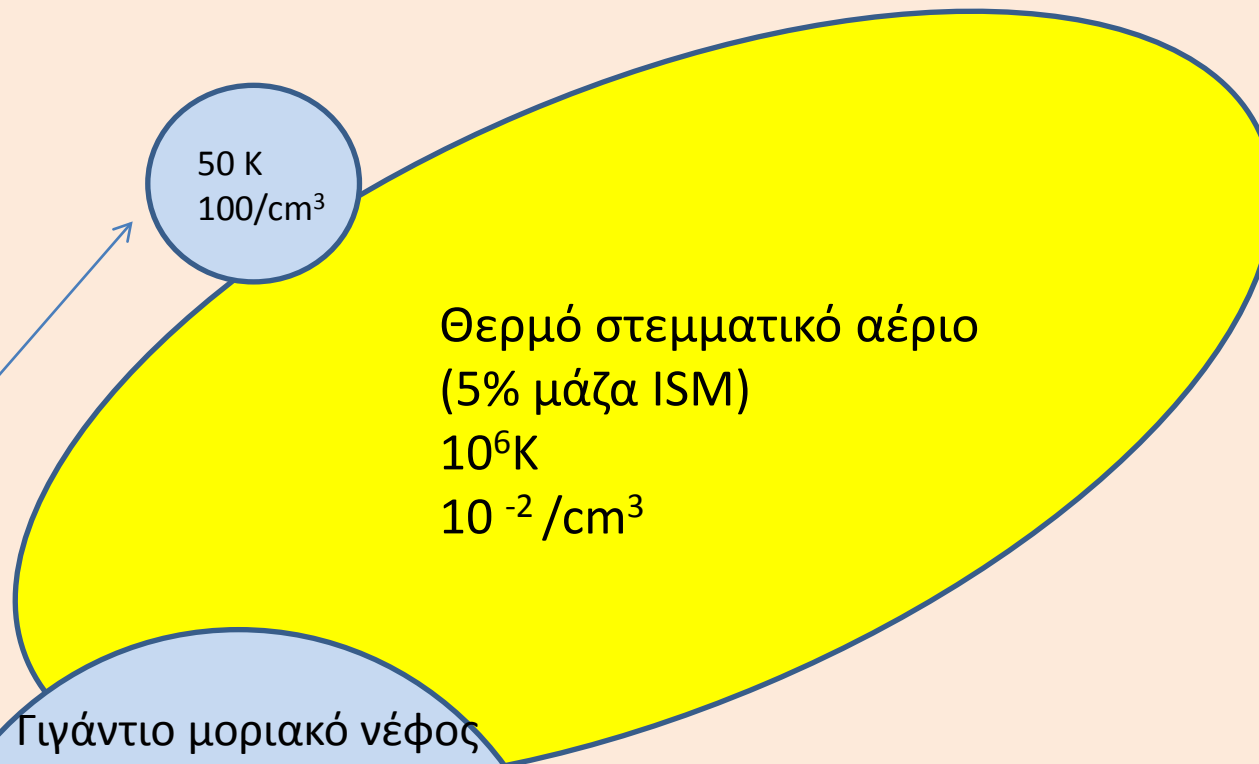 50 K
100/cm³
Θερμό στεμματικό αέριο
(5% μάζα ISM)
10⁶K
10 ⁻² /cm³
Γιγάντιο μοριακό νέφος